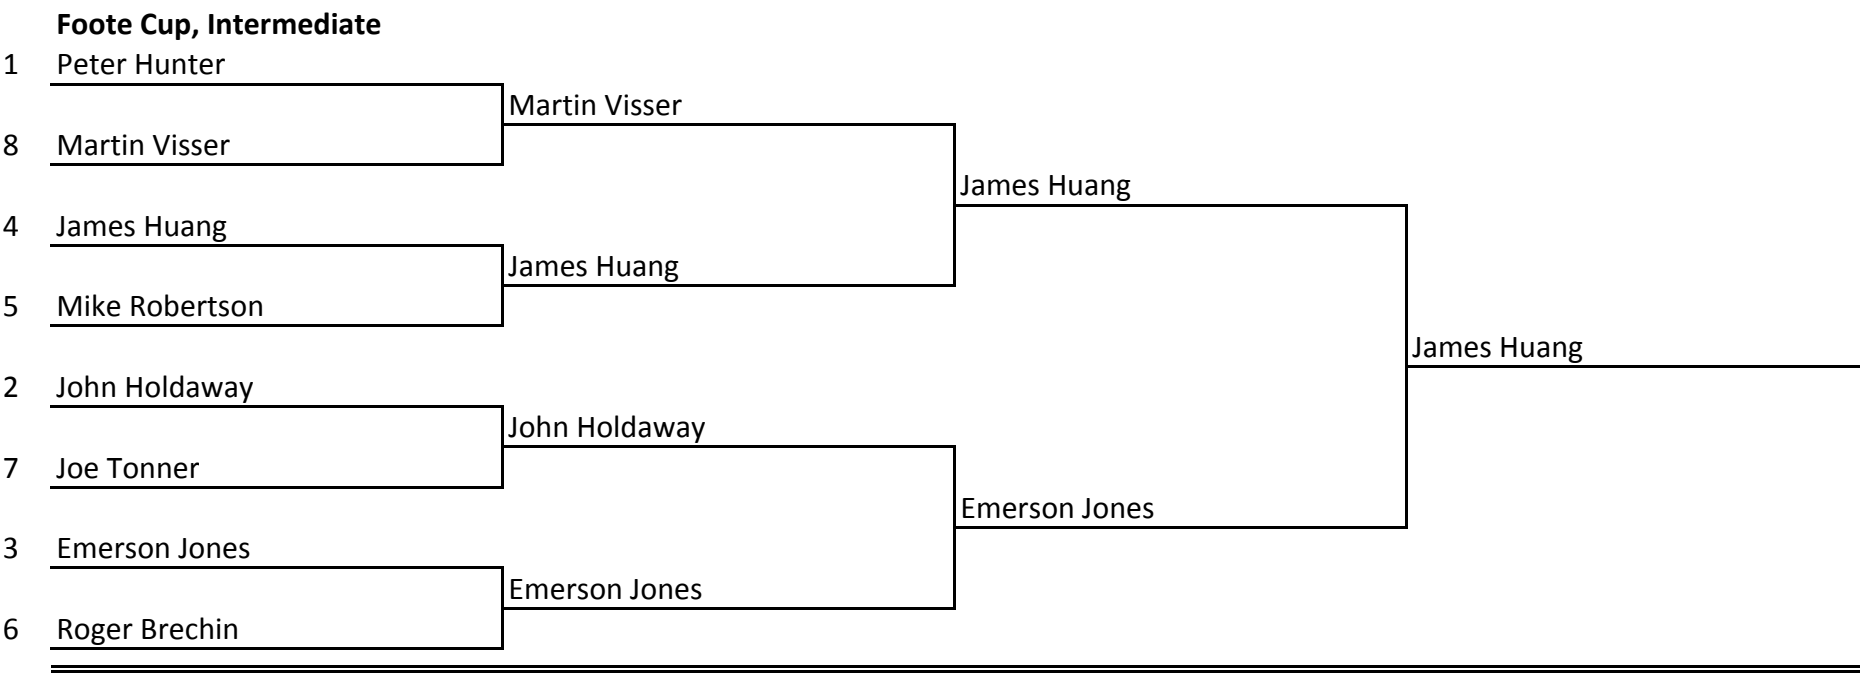 Foote Cup, Intermediate
1 Peter Hunter
Martin Visser
8 Martin Visser
James Huang
4 James Huang
James Huang
5 Mike Robertson
James Huang
2 John Holdaway
John Holdaway
7 Joe Tonner
Emerson Jones
3 Emerson Jones
Emerson Jones
6 Roger Brechin